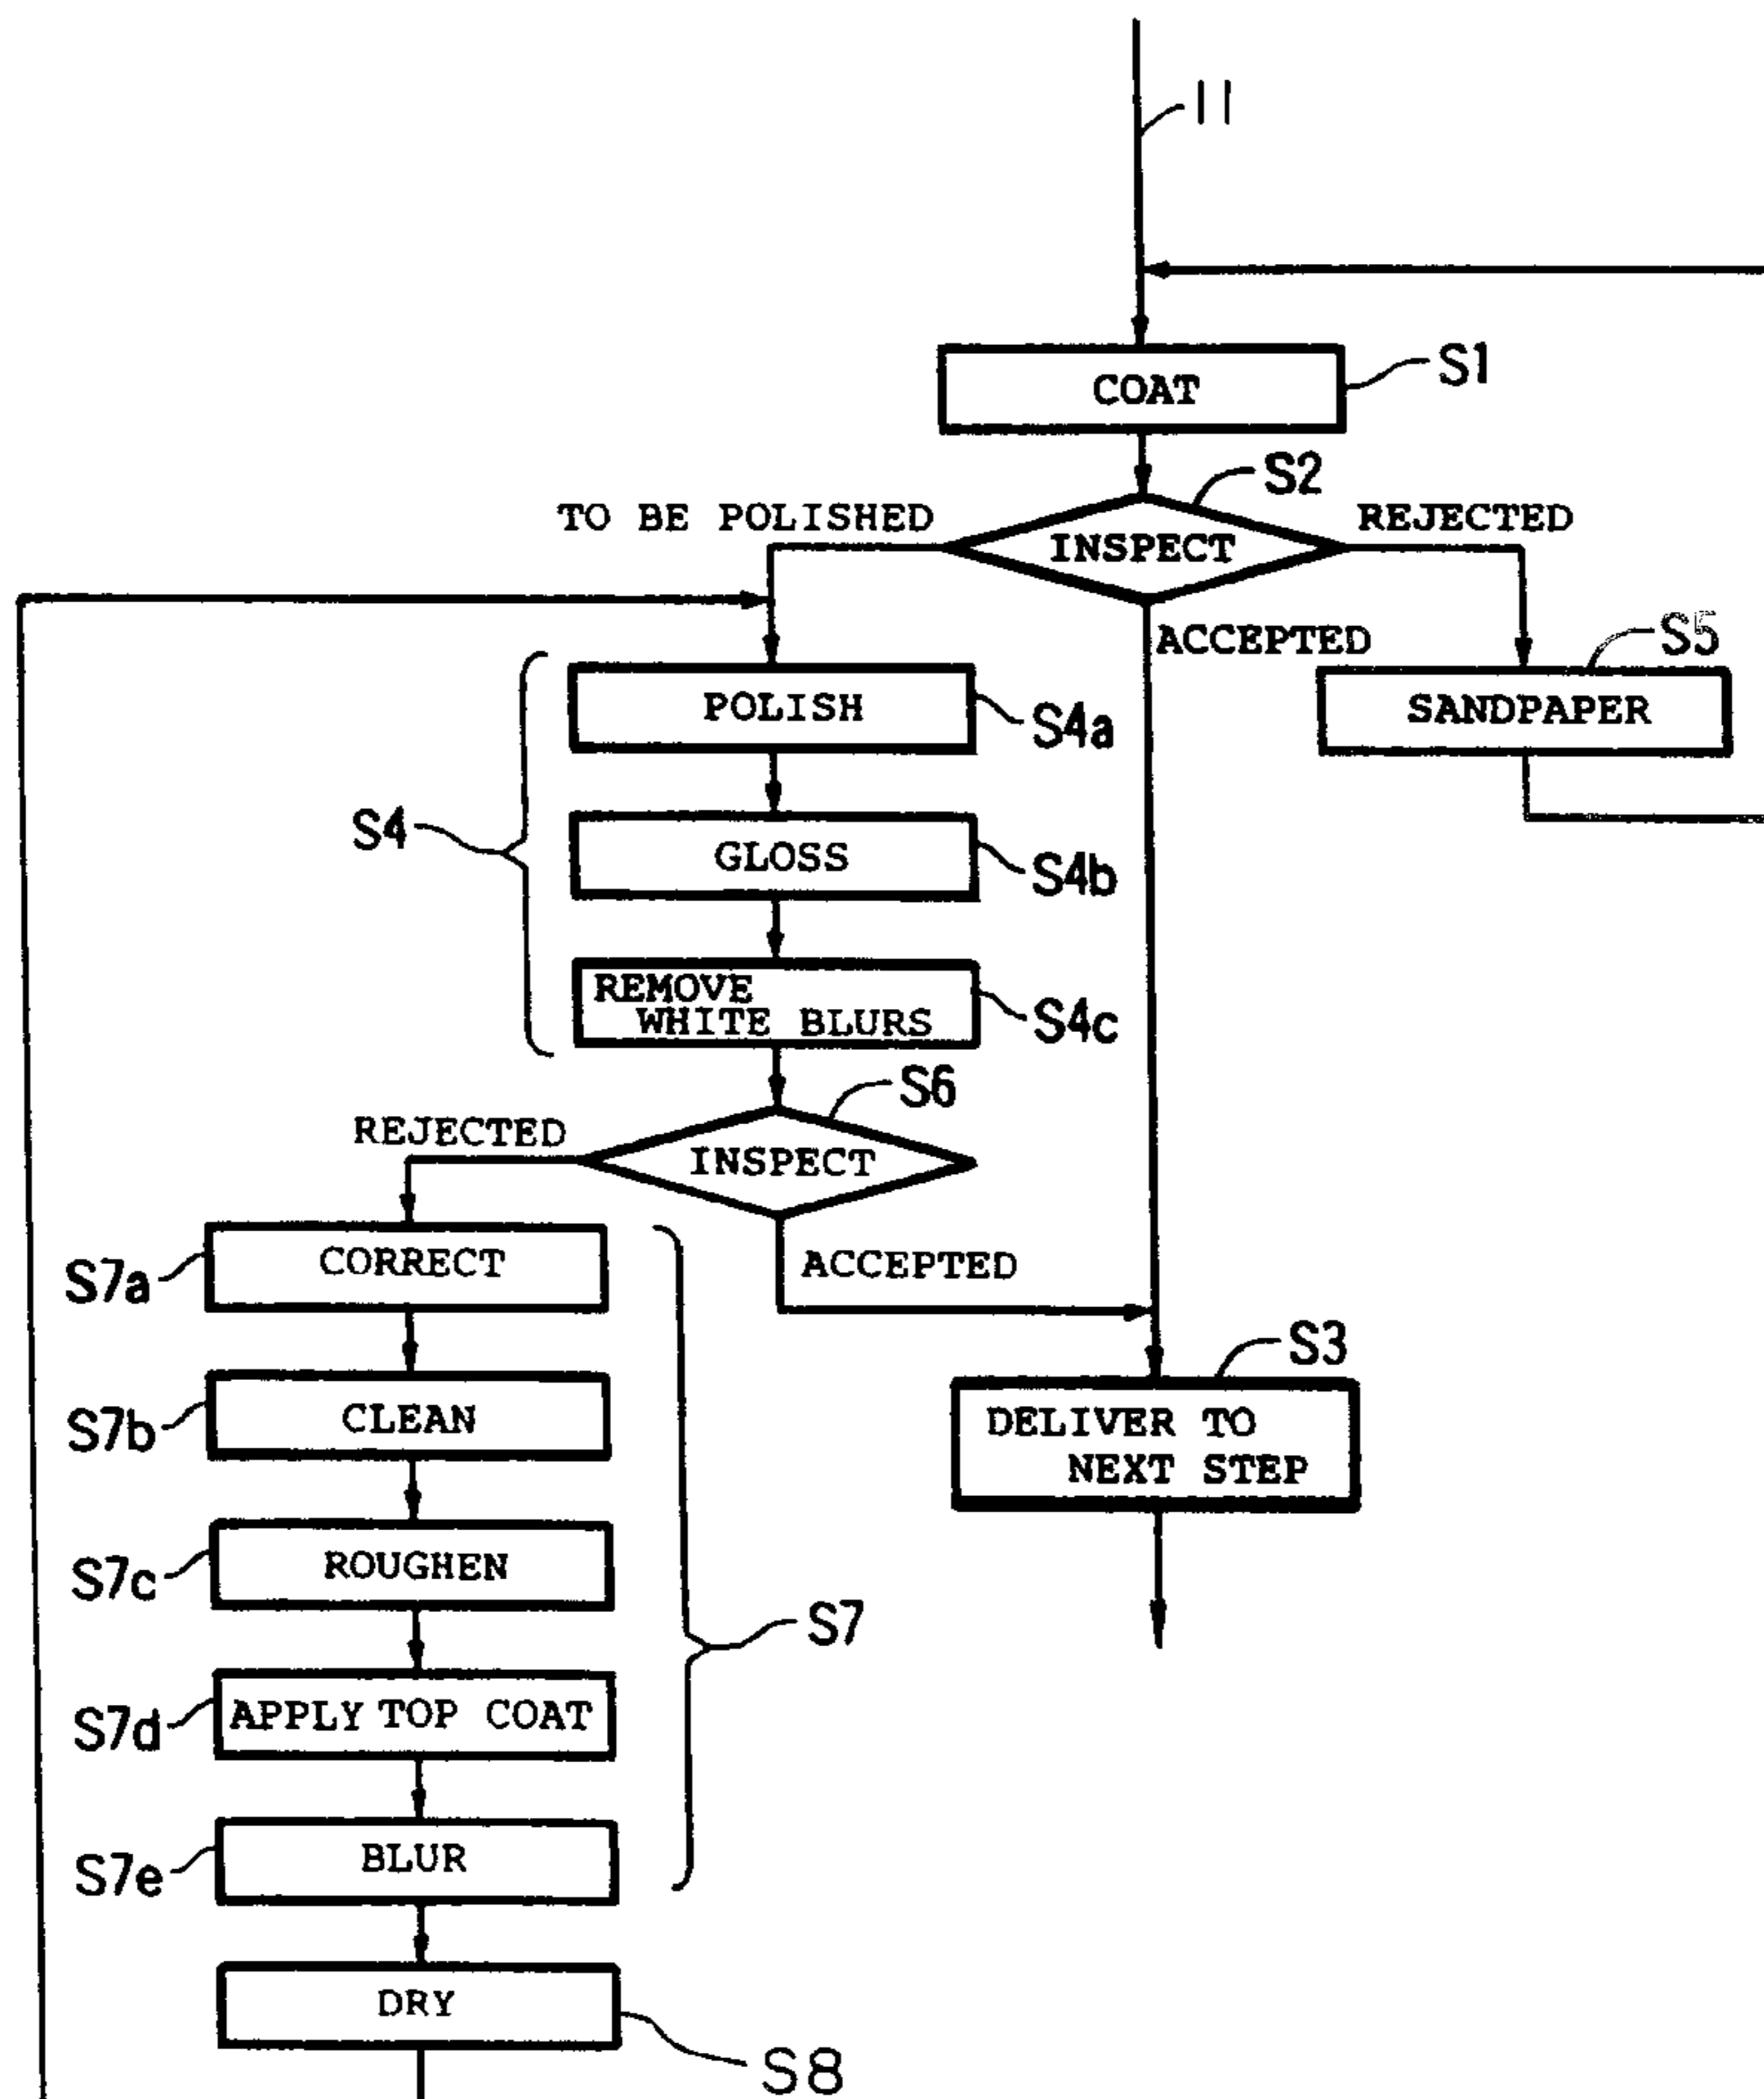 11
COAT
S1
S2
TO BE POLISHED
INSPECT
REJECTED
ACCEPTED
S5
POLISH
S4a
SANDPAPER
S4
GLOSS
S4b
REMOVE
WHITE BLURS
S4c
S6
REJECTED
INSPECT
S7a
CORRECT
ACCEPTED
S3
S7b
CLEAN
DELIVER TO
NEXT STEP
S7c
ROUGHEN
S7
S7d
APPLY TOP COAT
S7e
BLUR
DRY
S8